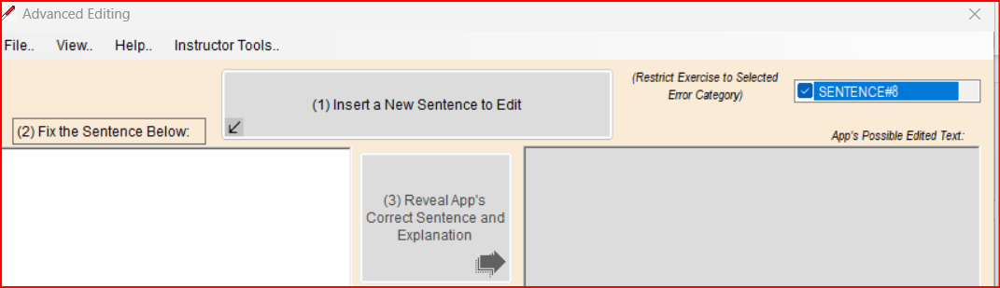 Advanced Editing
File.. View.. Help.. Instructor Tools..
(1) Insert a New Sentence to Edit
(Restrict Exercise to Selected
Error Category)
SENTENCE#8
(2) Fix the Sentence Below:
App's Possible Edited Text:
(3) Reveal App's
Correct Sentence and
Explanation